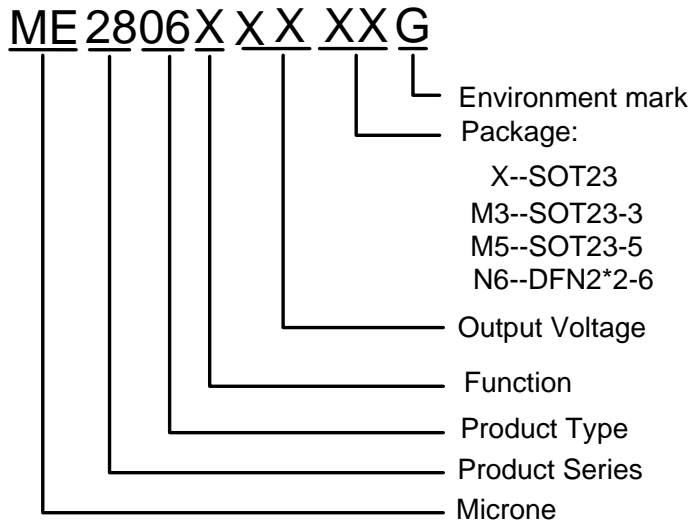 ME2806X XX XXG
Environment mark
Package:
X--SOT23
M3--SOT23-3
M5--SOT23-5
N6--DFN2*2-6
Output Voltage
Function
Product Type
Product Series
Microne